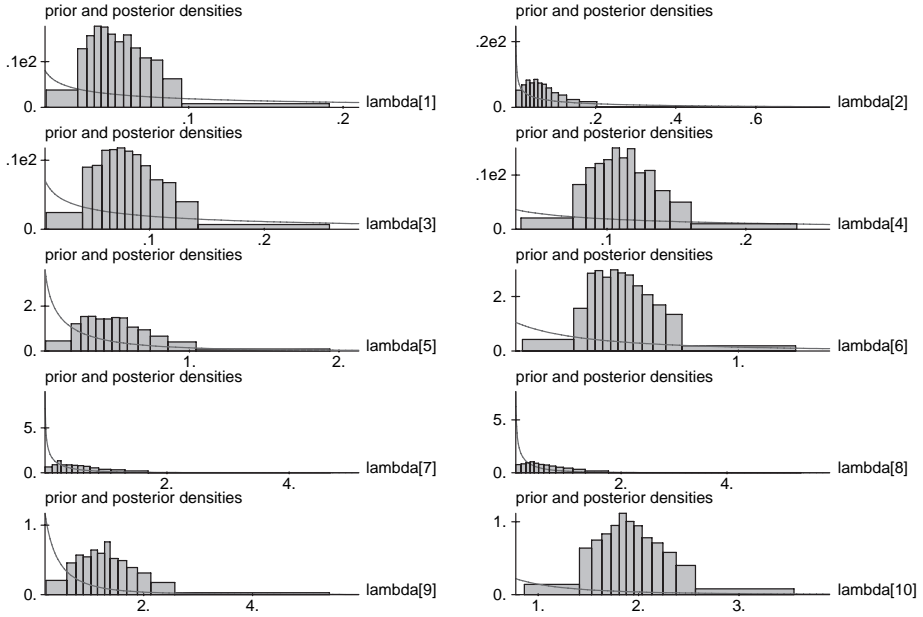 prior and posterior densities
.1e2
0.
.1
.2
lambda[1]
prior and posterior densities
.2e2
0.
.2
.4
.6
lambda[2]
prior and posterior densities
.1e2
0.
.1
.2
lambda[3]
prior and posterior densities
.1e2
0.
.1
.2
lambda[4]
prior and posterior densities
2.
0.
1.
2.
lambda[5]
prior and posterior densities
2.
0.
1.
lambda[6]
prior and posterior densities
5.
0.
2.
4.
lambda[7]
prior and posterior densities
5.
0.
2.
4.
lambda[8]
prior and posterior densities
1.
0.
2.
4.
lambda[9]
prior and posterior densities
1.
0.
1.
2.
3.
lambda[10]